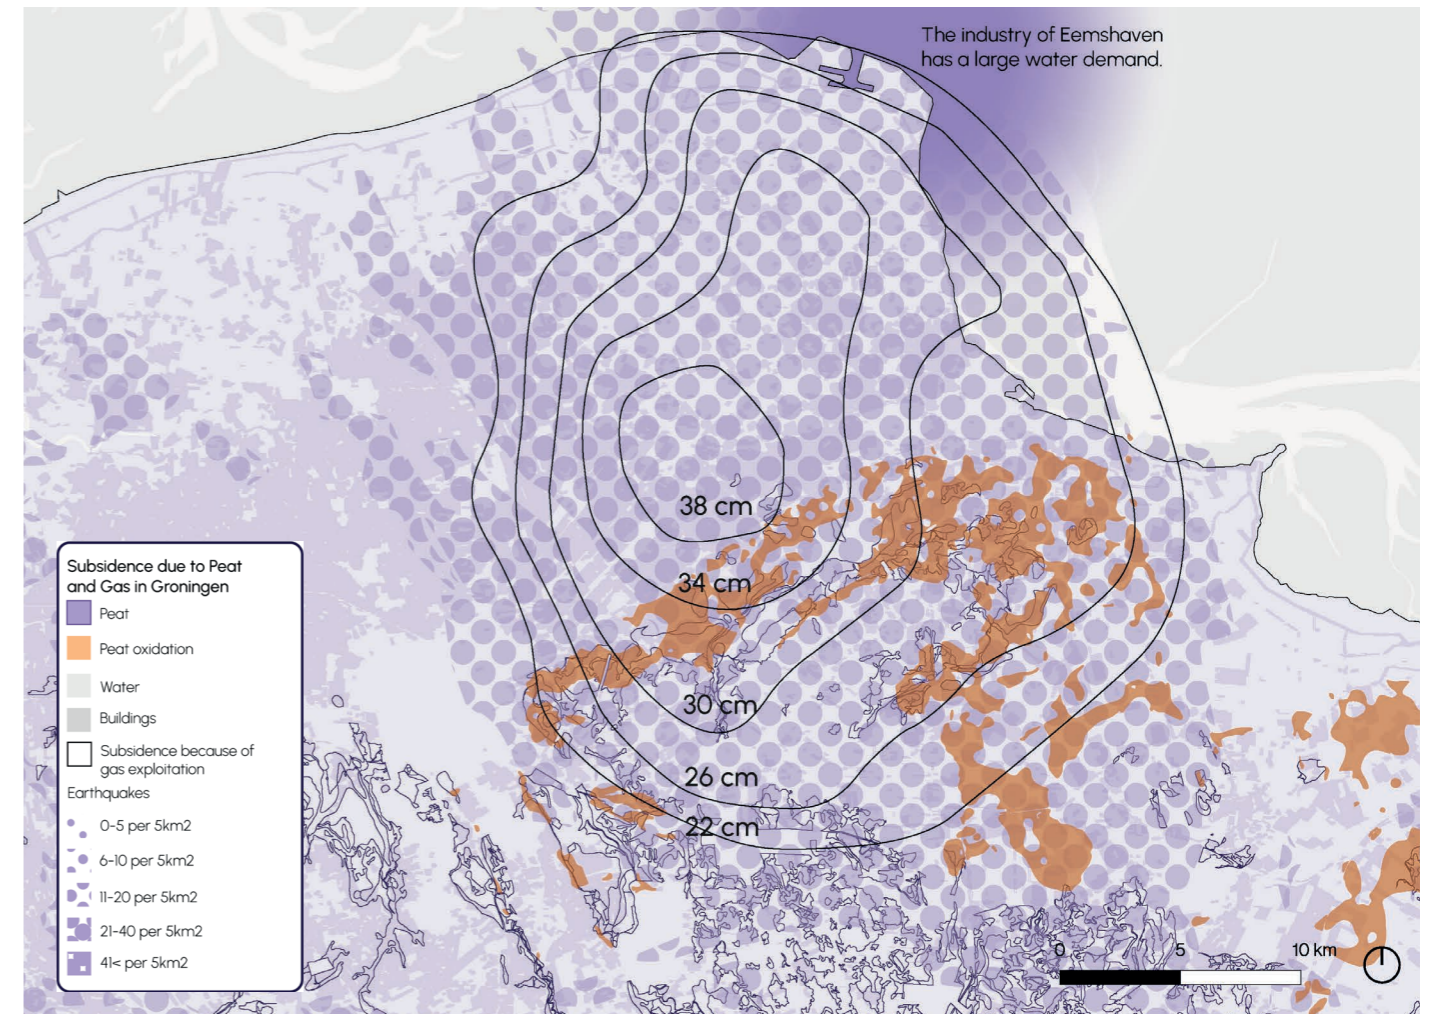 The industry of Eemshaven
has a large water demand.
38 cm
34 cm
30 cm
26 cm
22 cm
Subsidence due to Peat
and Gas in Groningen
Peat
Peat oxidation
Water
Buildings
Subsidence because of
gas exploitation
Earthquakes
0-5 per 5km2
6-10 per 5km2
11-20 per 5km2
21-40 per 5km2
41< per 5km2
0 5 10 km